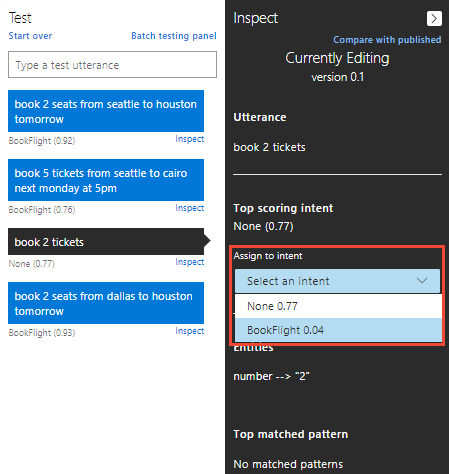 Test
Start over
Batch testing panel
Type a test utterance
book 2 seats from seattle to houston
tomorrow
BookFlight (0.92)
Inspect
book 5 tickets from seattle to cairo
next monday at 5pm
BookFlight (0.76)
Inspect
book 2 tickets
None (0.77)
Inspect
book 2 seats from dallas to houston
tomorrow
BookFlight (0.93)
Inspect
Inspect
Compare with published
Currently Editing
version 0.1
Utterance
book 2 tickets
Top scoring intent
None (0.77)
Assign to intent
Select an intent
None 0.77
BookFlight 0.04
Entities
number --> "2"
Top matched pattern
No matched patterns